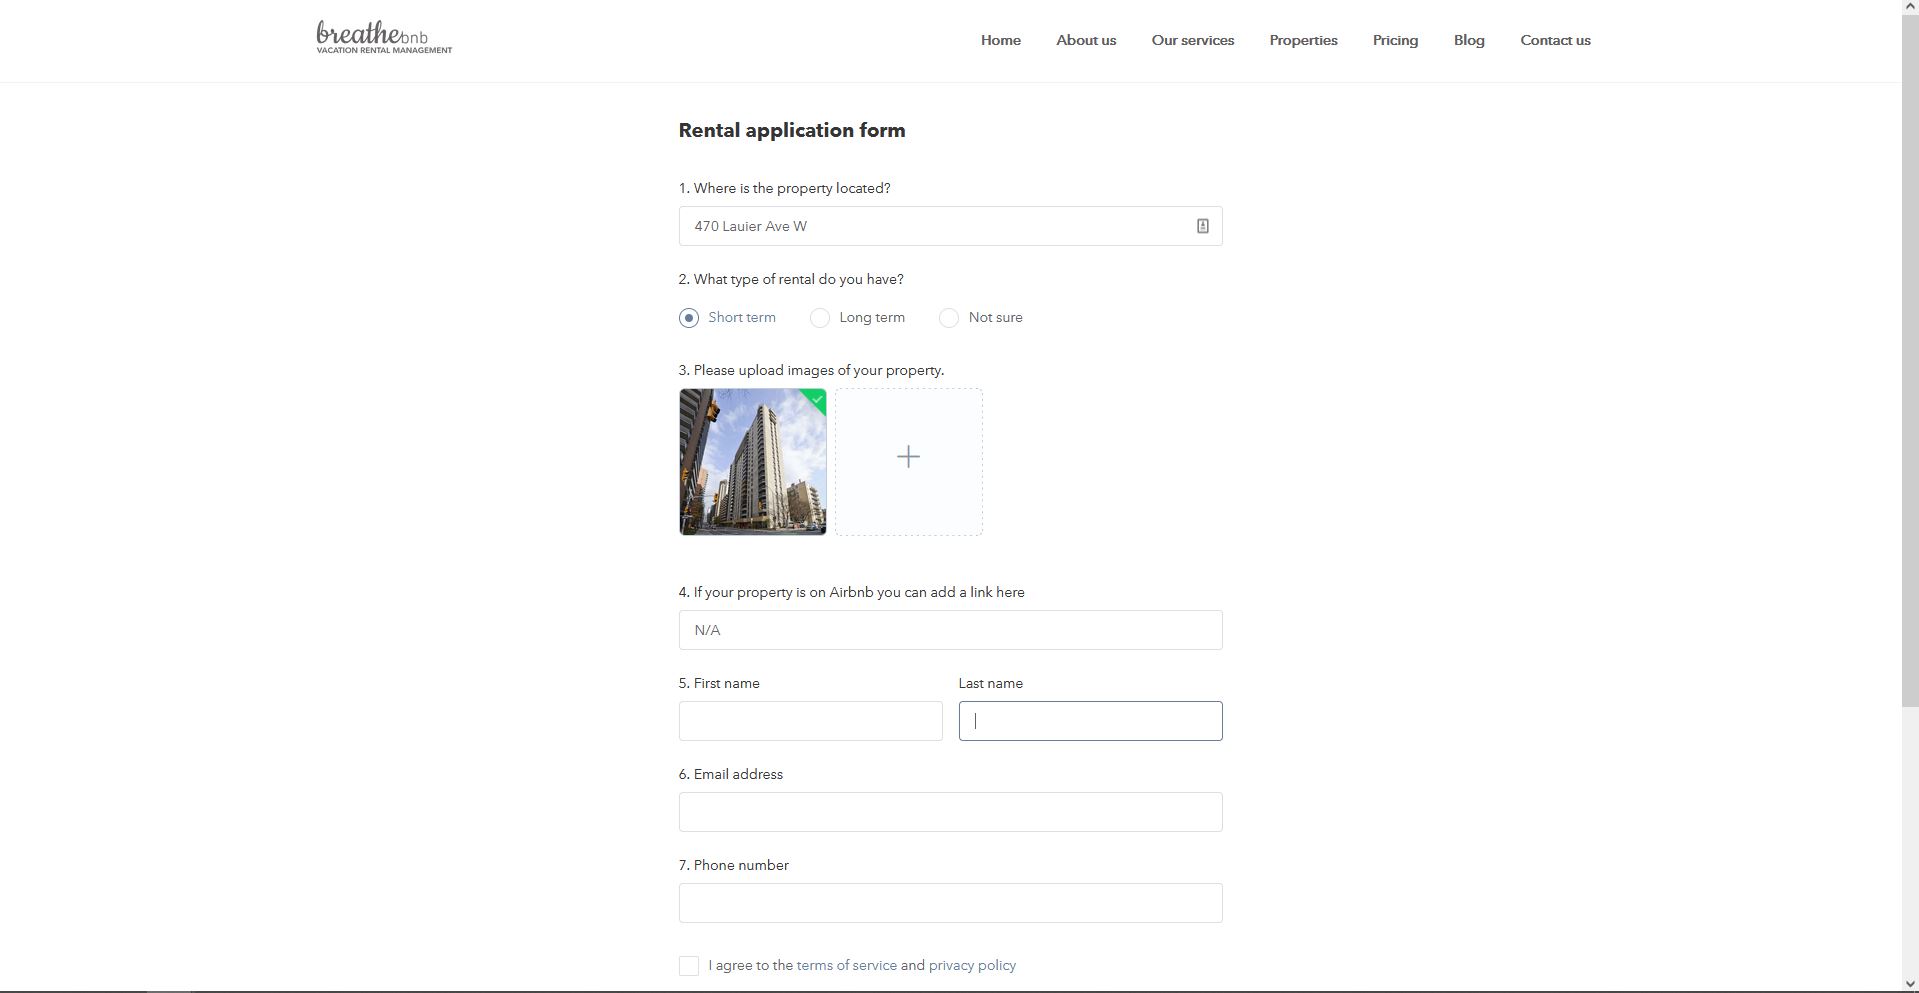 breathebnb
VACATION RENTAL MANAGEMENT
Home About us Our services Properties Pricing Blog Contact us
Rental application form
1. Where is the property located?
470 Lauier Ave W
2. What type of rental do you have?
Short term Long term Not sure
3. Please upload images of your property.
4. If your property is on Airbnb you can add a link here
N/A
5. First name Last name
6. Email address
7. Phone number
I agree to the terms of service and privacy policy